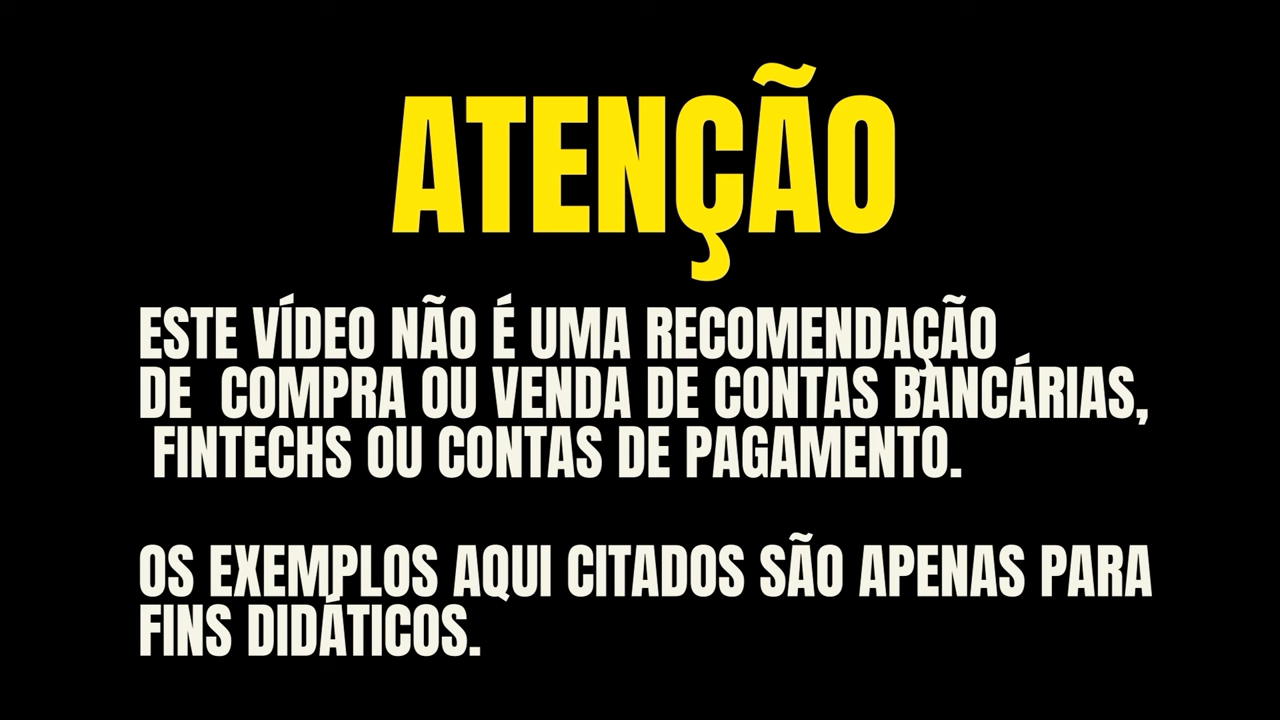 ATENÇÃO
ESTE VÍDEO NÃO É UMA RECOMENDAÇÃO
DE COMPRA OU VENDA DE CONTAS BANCÁRIAS,
FINTECHS OU CONTAS DE PAGAMENTO.
OS EXEMPLOS AQUI CITADOS SÃO APENAS PARA
FINS DIDÁTICOS.